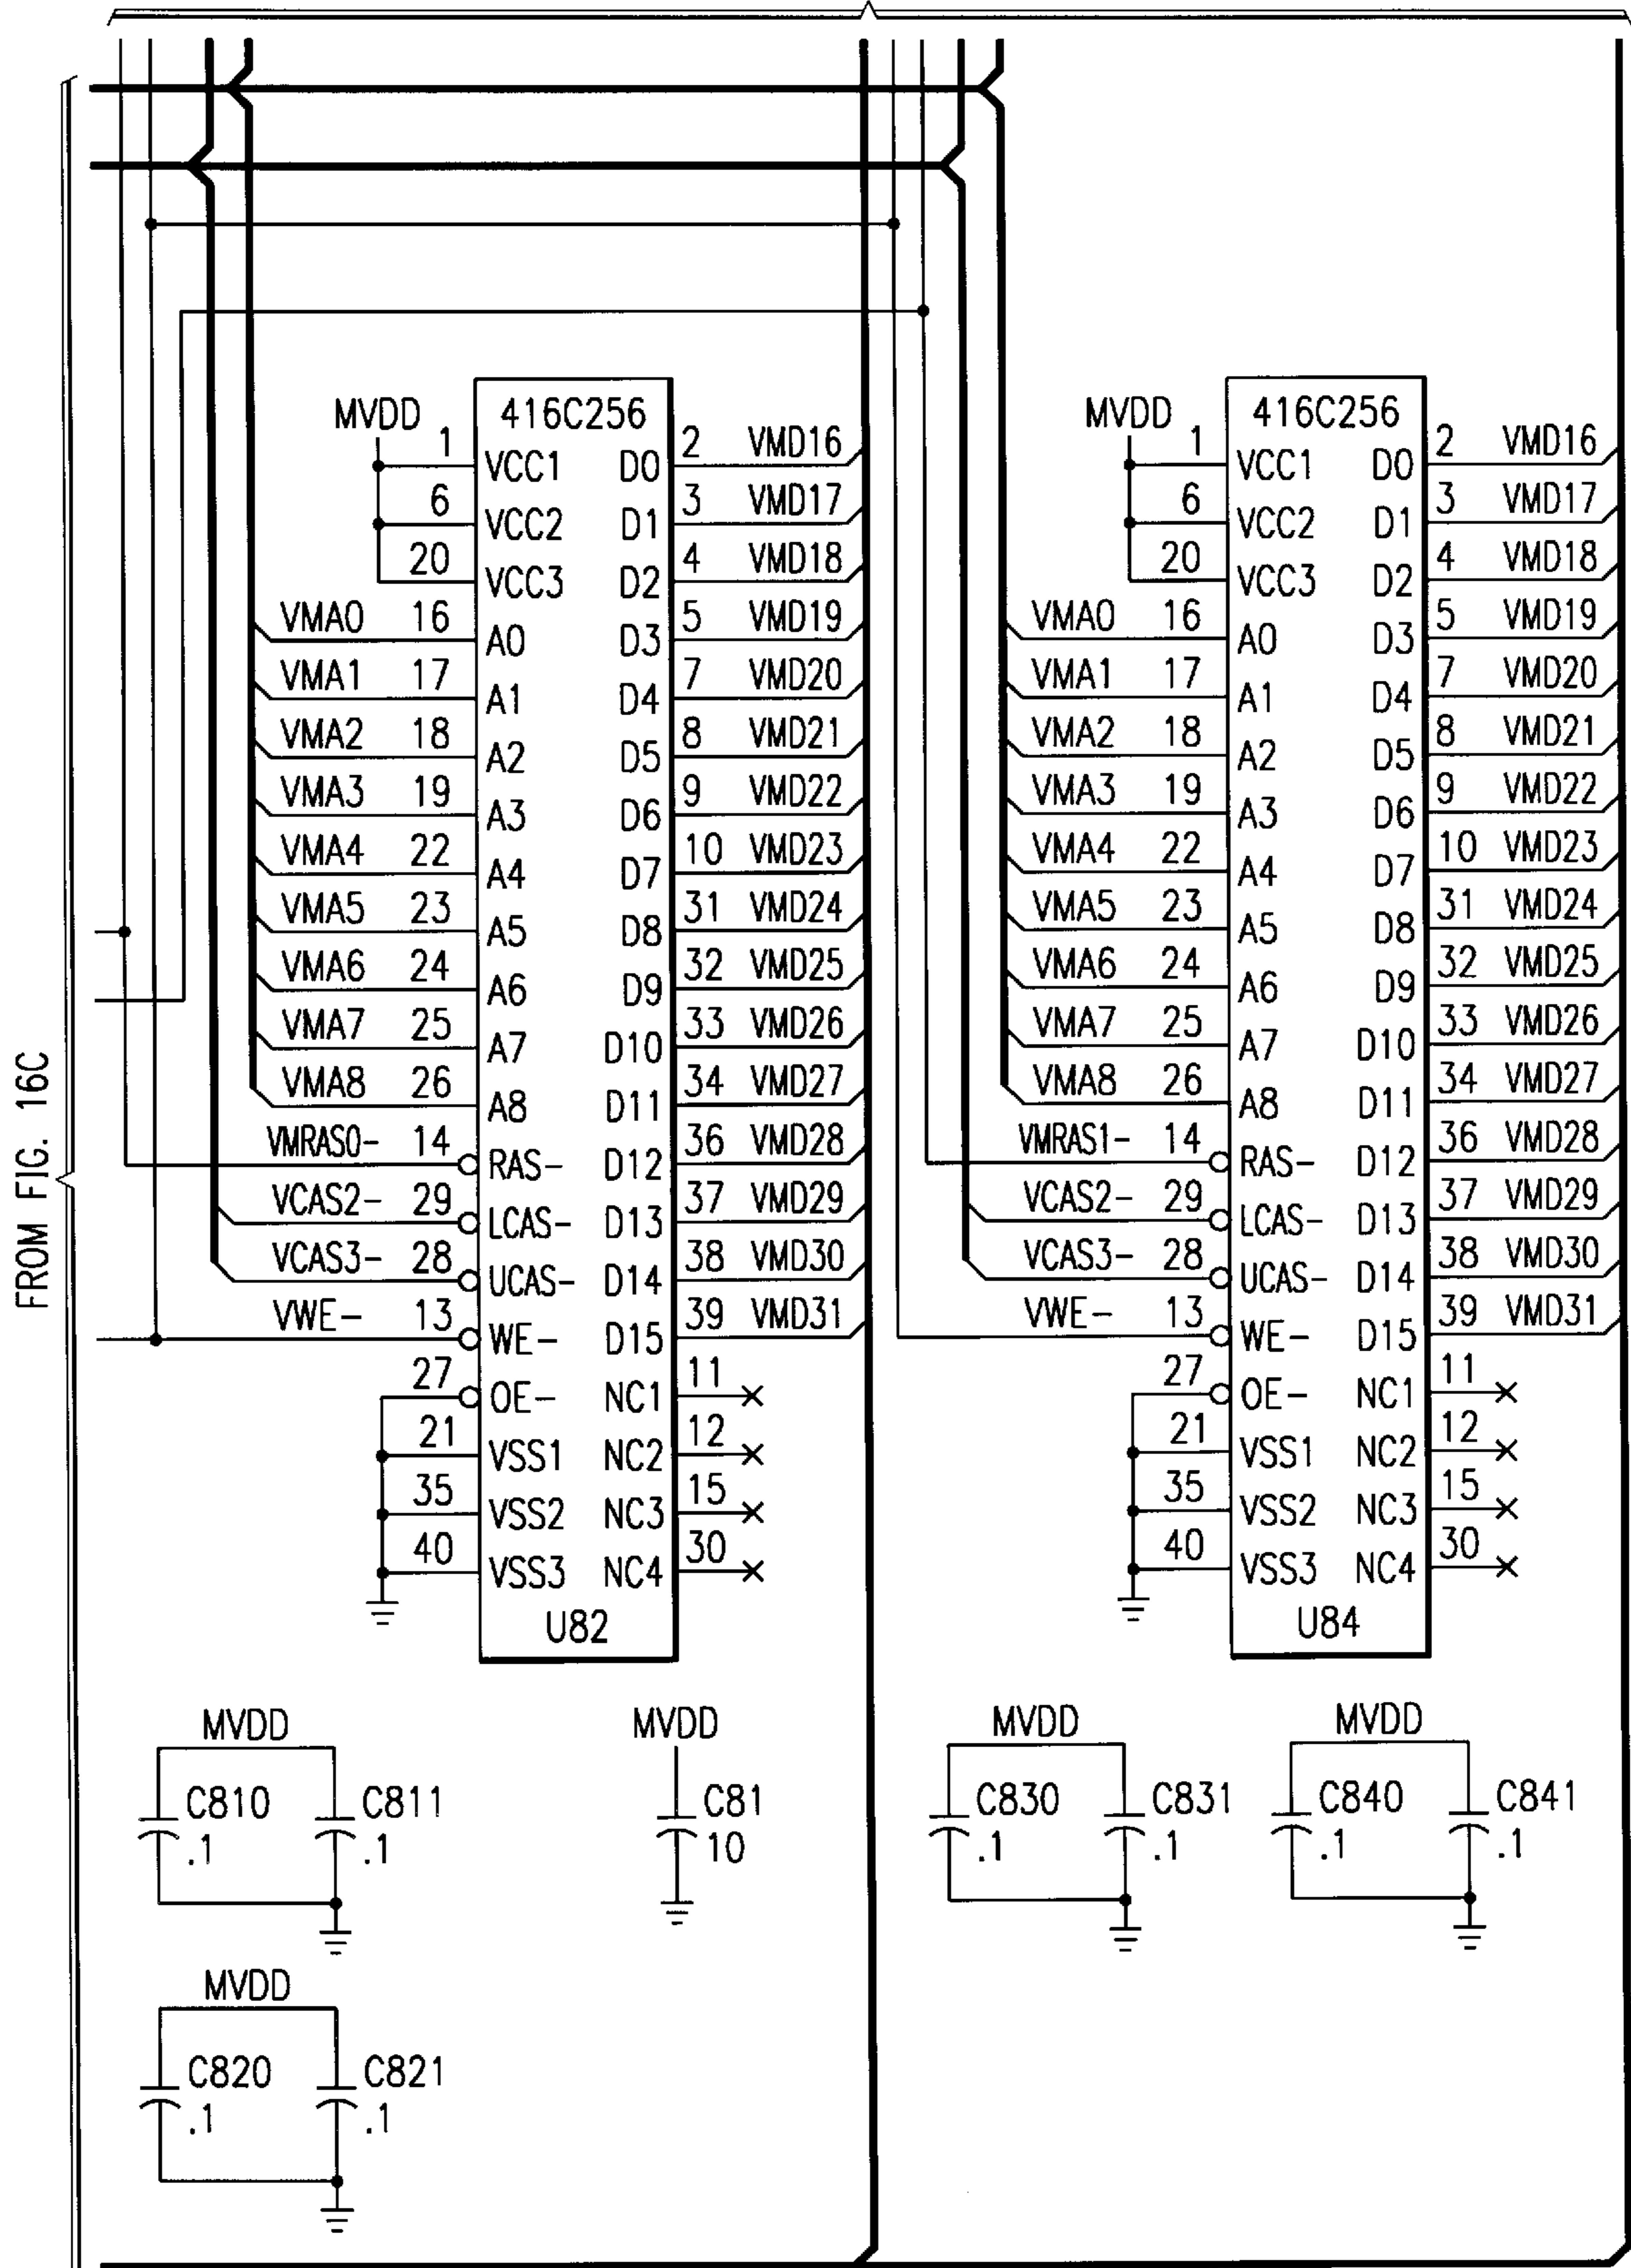 FROM FIG. 16C
MVDD 416C256
1 VCC1 D0 2 VMD16
6 VCC2 D1 3 VMD17
20 VCC3 D2 4 VMD18
VMA0 16 A0 D3 5 VMD19
VMA1 17 A1 D4 7 VMD20
VMA2 18 A2 D5 8 VMD21
VMA3 19 A3 D6 9 VMD22
VMA4 22 A4 D7 10 VMD23
VMA5 23 A5 D8 31 VMD24
VMA6 24 A6 D9 32 VMD25
VMA7 25 A7 D10 33 VMD26
VMA8 26 A8 D11 34 VMD27
VMRAS0- 14 RAS- D12 36 VMD28
VCAS2- 29 LCAS- D13 37 VMD29
VCAS3- 28 UCAS- D14 38 VMD30
VWE- 13 WE- D15 39 VMD31
27 OE- NC1 11
21 VSS1 NC2 12
35 VSS2 NC3 15
40 VSS3 NC4 30
U82
MVDD 416C256
1 VCC1 D0 2 VMD16
6 VCC2 D1 3 VMD17
20 VCC3 D2 4 VMD18
VMA0 16 A0 D3 5 VMD19
VMA1 17 A1 D4 7 VMD20
VMA2 18 A2 D5 8 VMD21
VMA3 19 A3 D6 9 VMD22
VMA4 22 A4 D7 10 VMD23
VMA5 23 A5 D8 31 VMD24
VMA6 24 A6 D9 32 VMD25
VMA7 25 A7 D10 33 VMD26
VMA8 26 A8 D11 34 VMD27
VMRAS1- 14 RAS- D12 36 VMD28
VCAS2- 29 LCAS- D13 37 VMD29
VCAS3- 28 UCAS- D14 38 VMD30
VWE- 13 WE- D15 39 VMD31
27 OE- NC1 11
21 VSS1 NC2 12
35 VSS2 NC3 15
40 VSS3 NC4 30
U84
MVDD MVDD MVDD MVDD
C810 C811 C81 C830 C831 C840 C841
.1 .1 10 .1 .1 .1 .1
MVDD
C820 C821
.1 .1